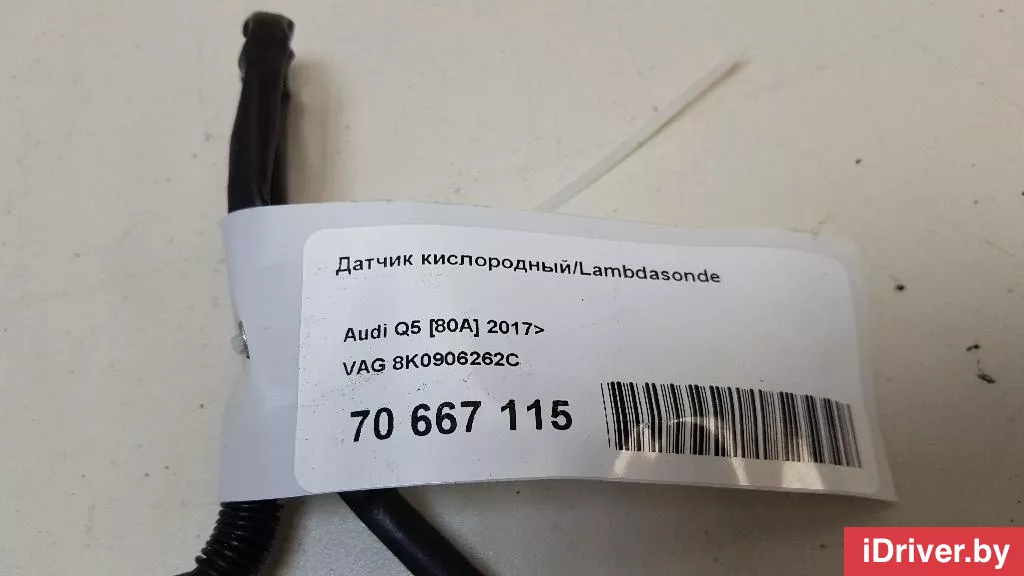 Датчик кислородный/Lambdasonde
Audi Q5 [80A] 2017>
VAG 8K0906262C
70 667 115
iDriver.by